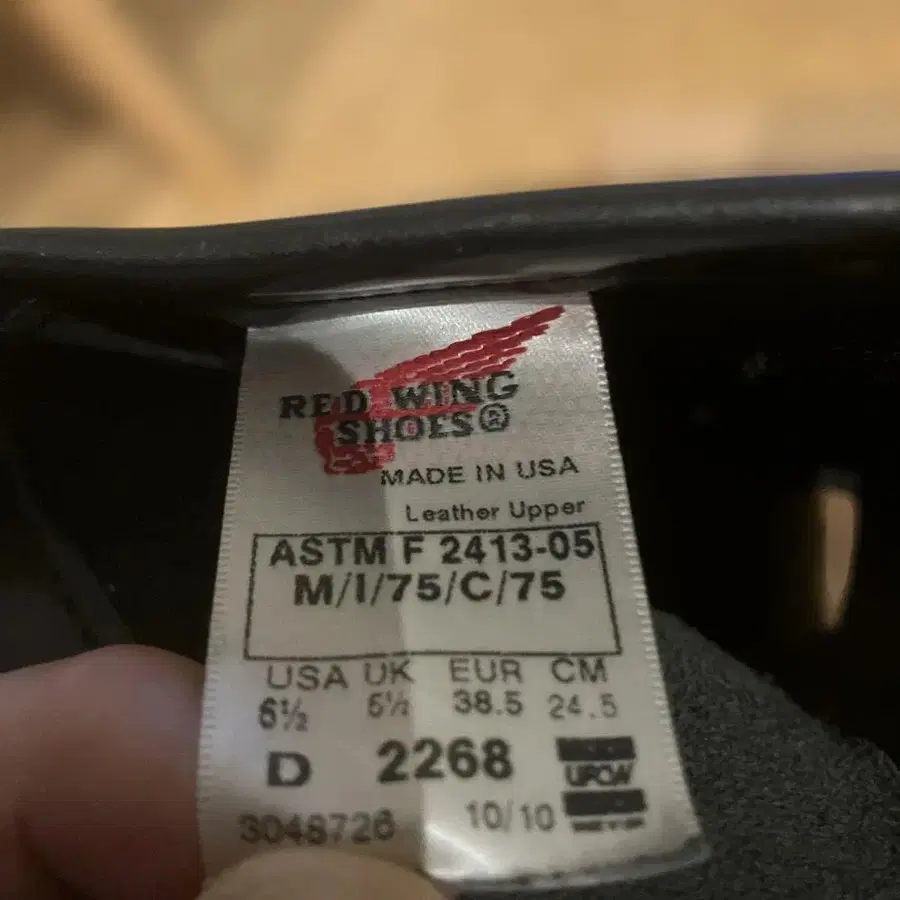 RED WING
SHOES®
MADE IN USA
Leather Upper
ASTM F 2413-05
M/I/75/C/75
USA UK EUR CM
6½ 5½ 38.5 24.5
D 2268 UFCW
3048726 10/10